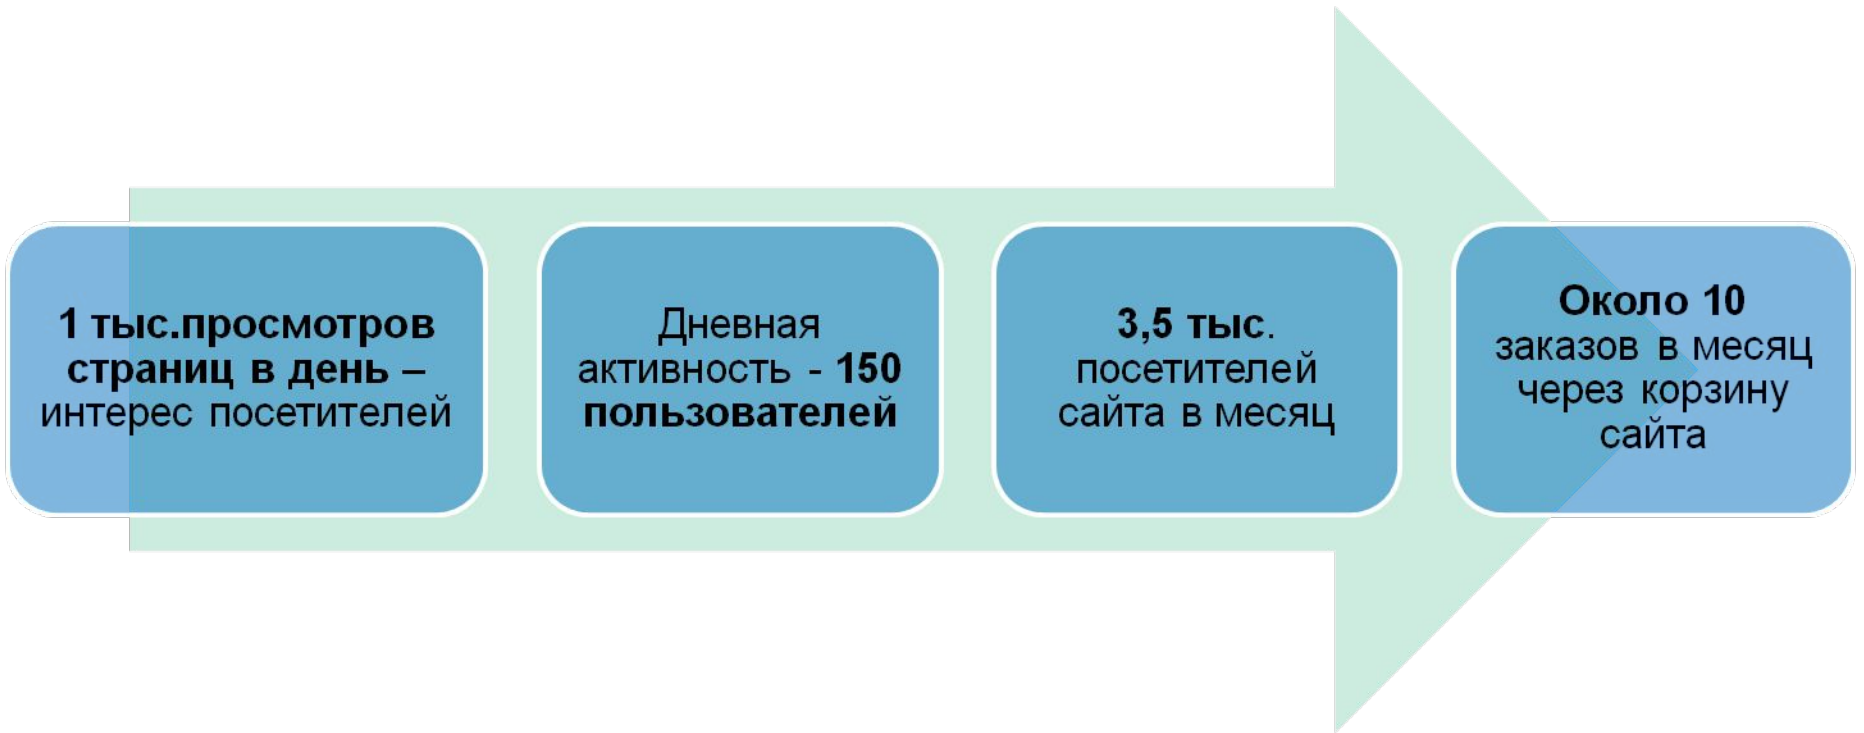 1 тыс.просмотров
страниц в день –
интерес посетителей
Дневная
активность - 150
пользователей
3,5 тыс.
посетителей
сайта в месяц
Около 10
заказов в месяц
через корзину
сайта